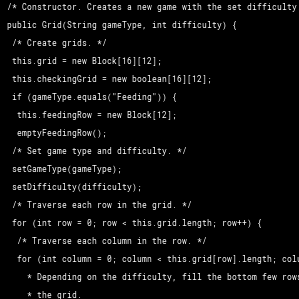 /* Constructor. Creates a new game with the set difficulty
public Grid(String gameType, int difficulty) {
/* Create grids. */
this.grid = new Block[16][12];
this.checkingGrid = new boolean[16][12];
if (gameType.equals("Feeding")) {
this.feedingRow = new Block[12];
emptyFeedingRow();
/* Set game type and difficulty. */
setGameType(gameType);
setDifficulty(difficulty);
/* Traverse each row in the grid. */
for (int row = 0; row < this.grid.length; row++) {
/* Traverse each column in the row. */
for (int column = 0; column < this.grid[row].length;
* Depending on the difficulty, fill the bottom few rows
* the grid.